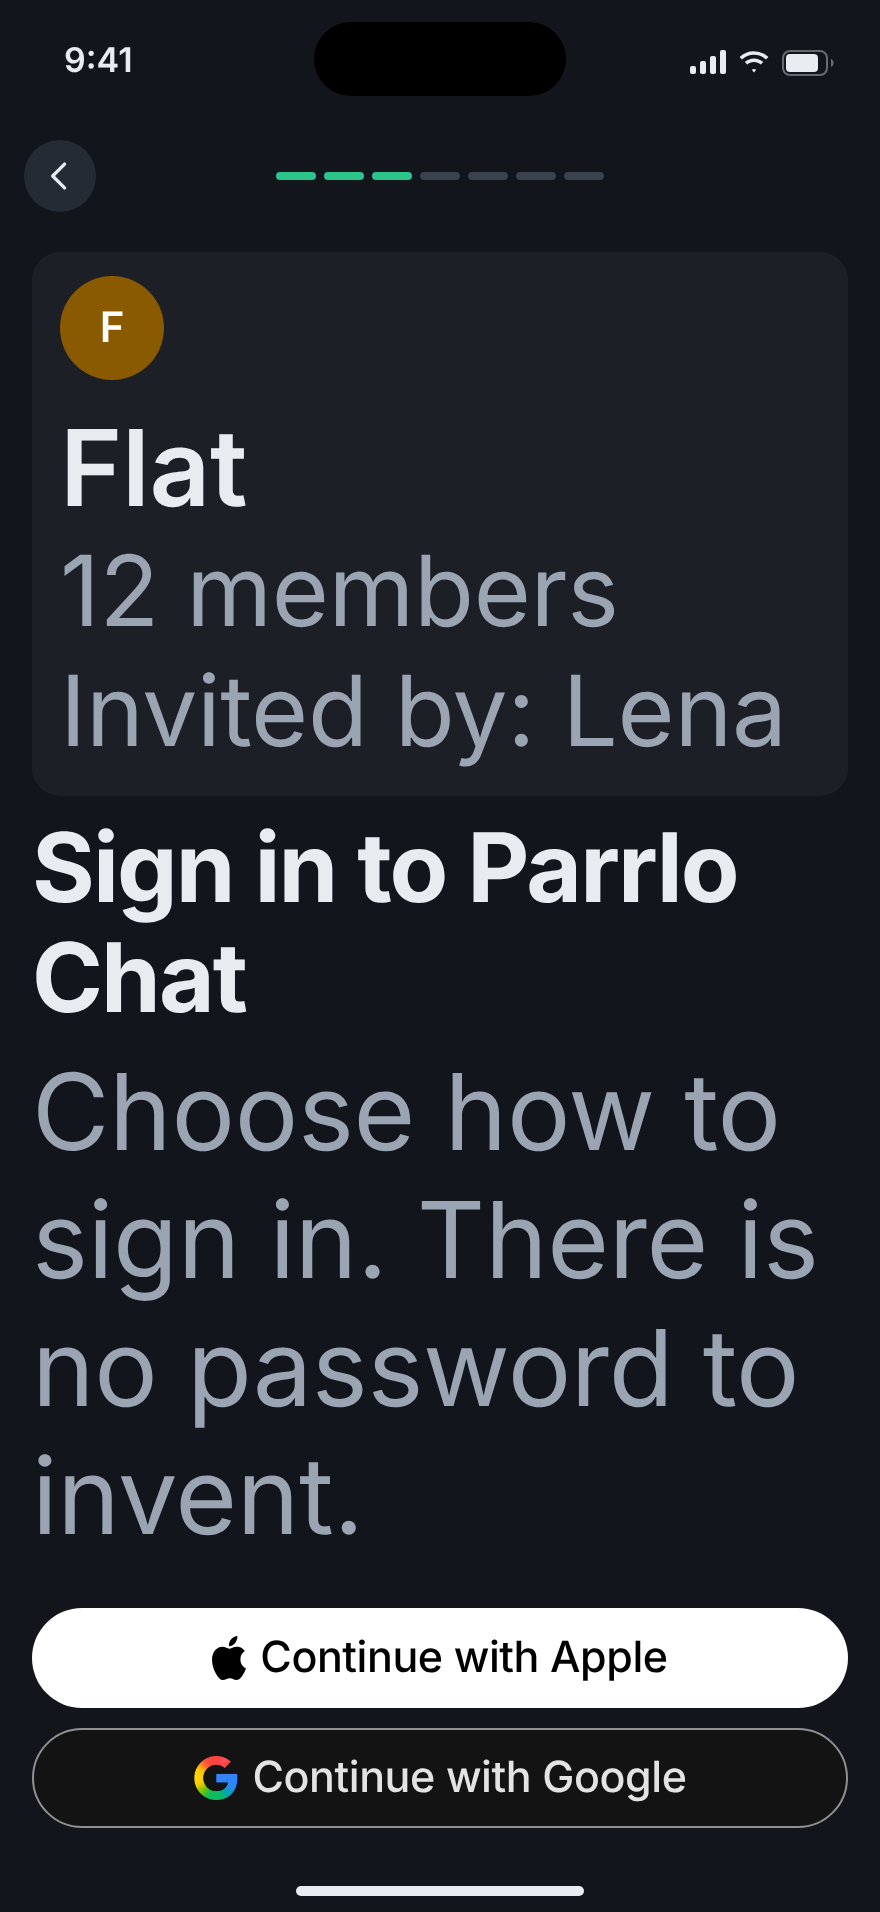 9:41
F
Flat
12 members
Invited by: Lena
Sign in to Parrlo
Chat
Choose how to
sign in. There is
no password to
invent.
Continue with Apple
Continue with Google